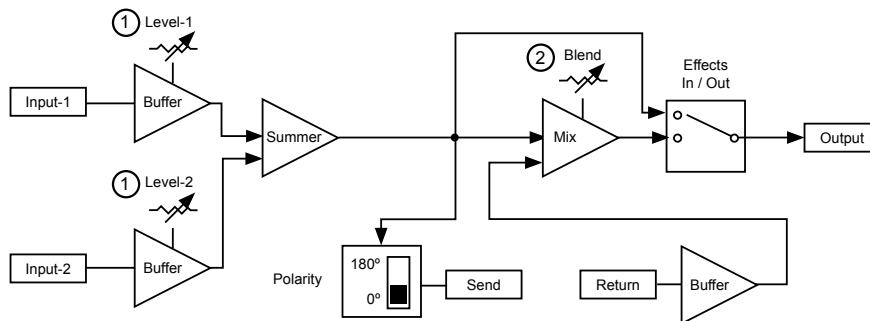 1 Level-1
2 Blend
Effects
In / Out
Input-1
Buffer
Summer
Mix
Output
1 Level-2
Input-2
Buffer
Polarity
180º
0º
Send
Return
Buffer